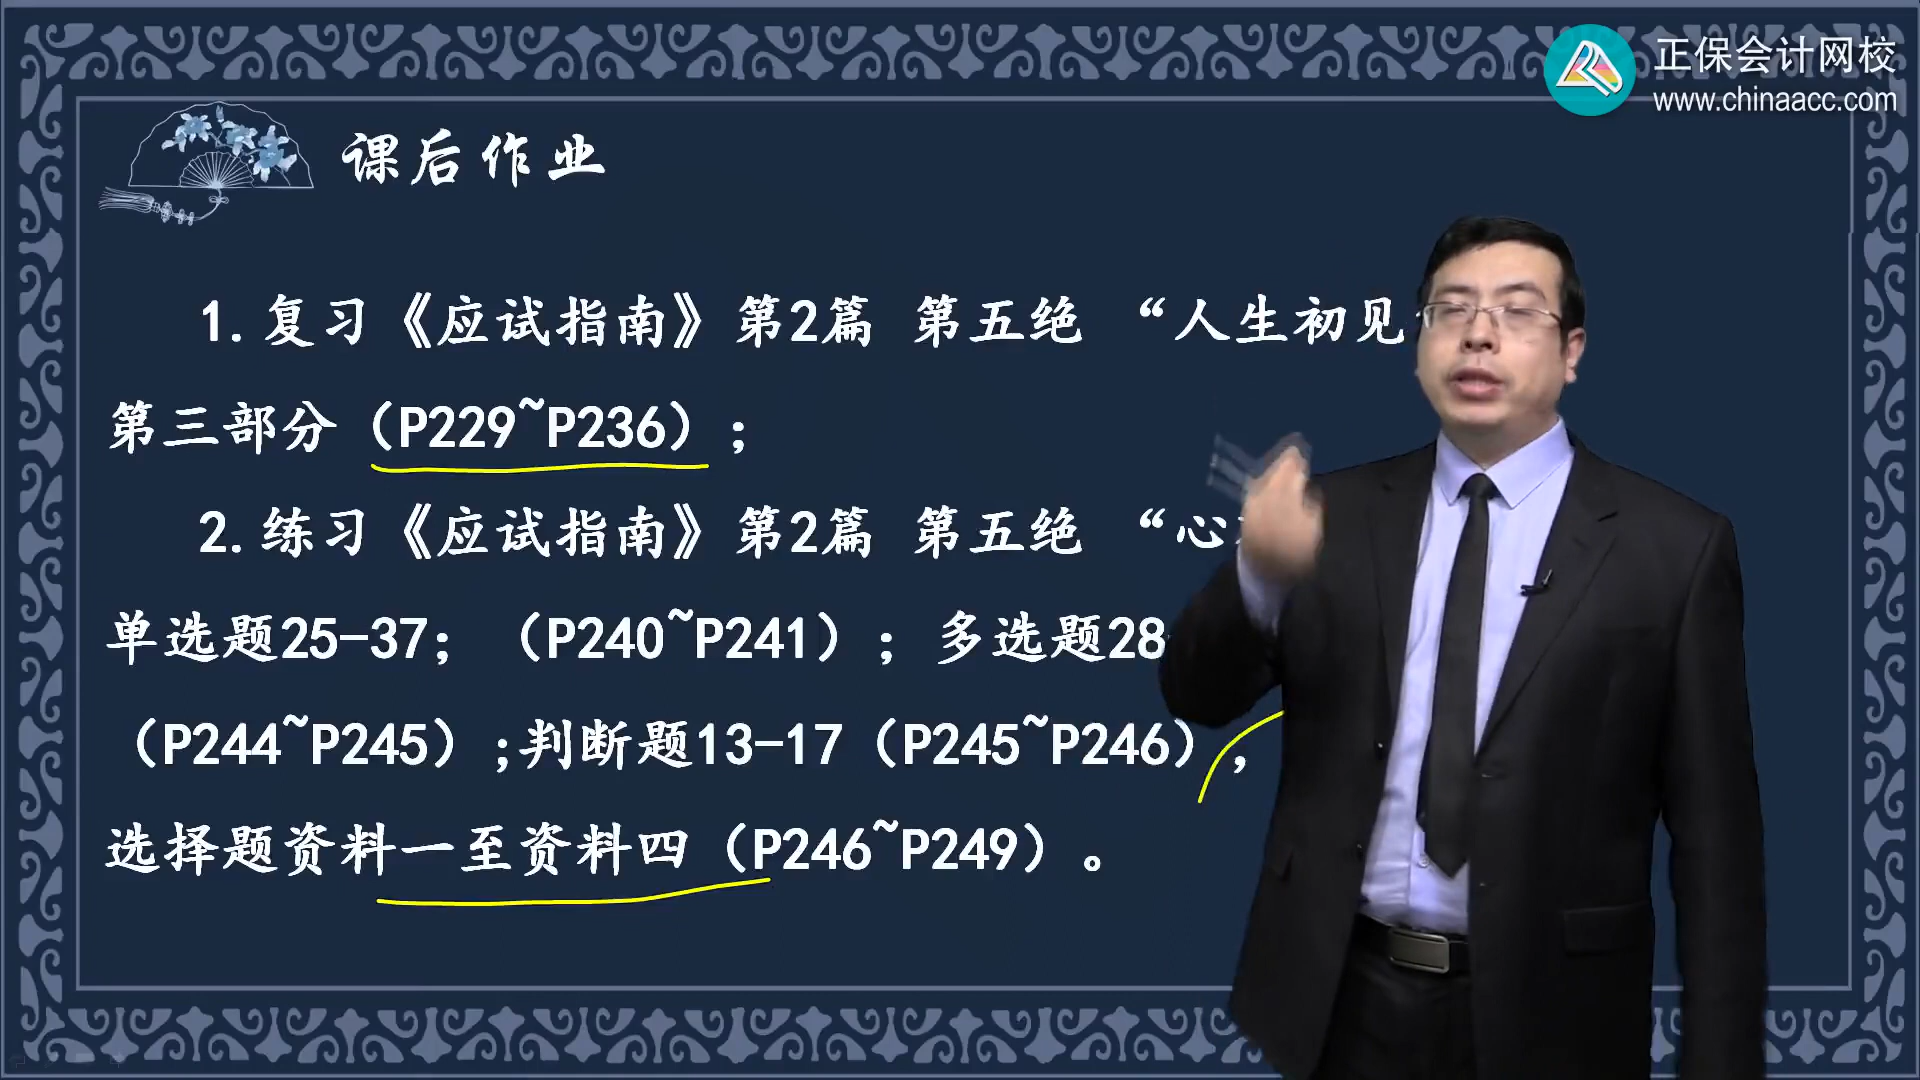 正保会计网校
www.chinaacc.com
课后作业
1.复习《应试指南》第2篇 第五绝 “人生初见
第三部分（P229~P236）；
2.练习《应试指南》第2篇 第五绝 “心
单选题25-37；（P240~P241）；多选题28
（P244~P245）;判断题13-17（P245~P246），
选择题资料一至资料四（P246~P249）。